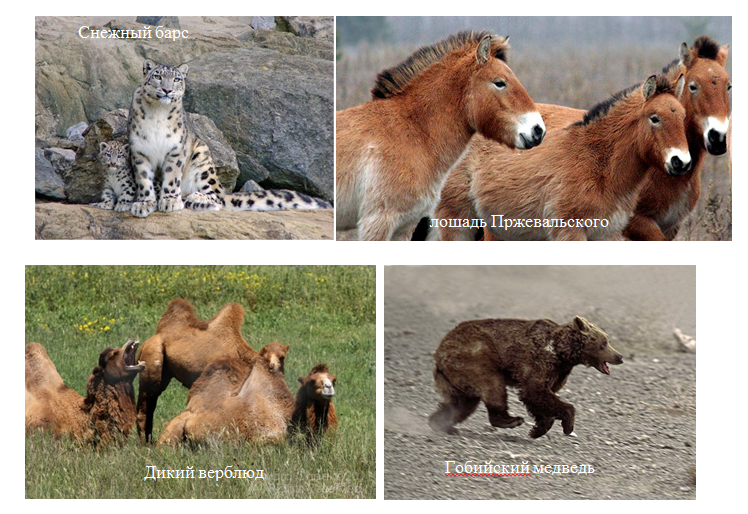 Снежный барс
лошадь Пржевальского
Дикий верблюд
Гобийский медведь